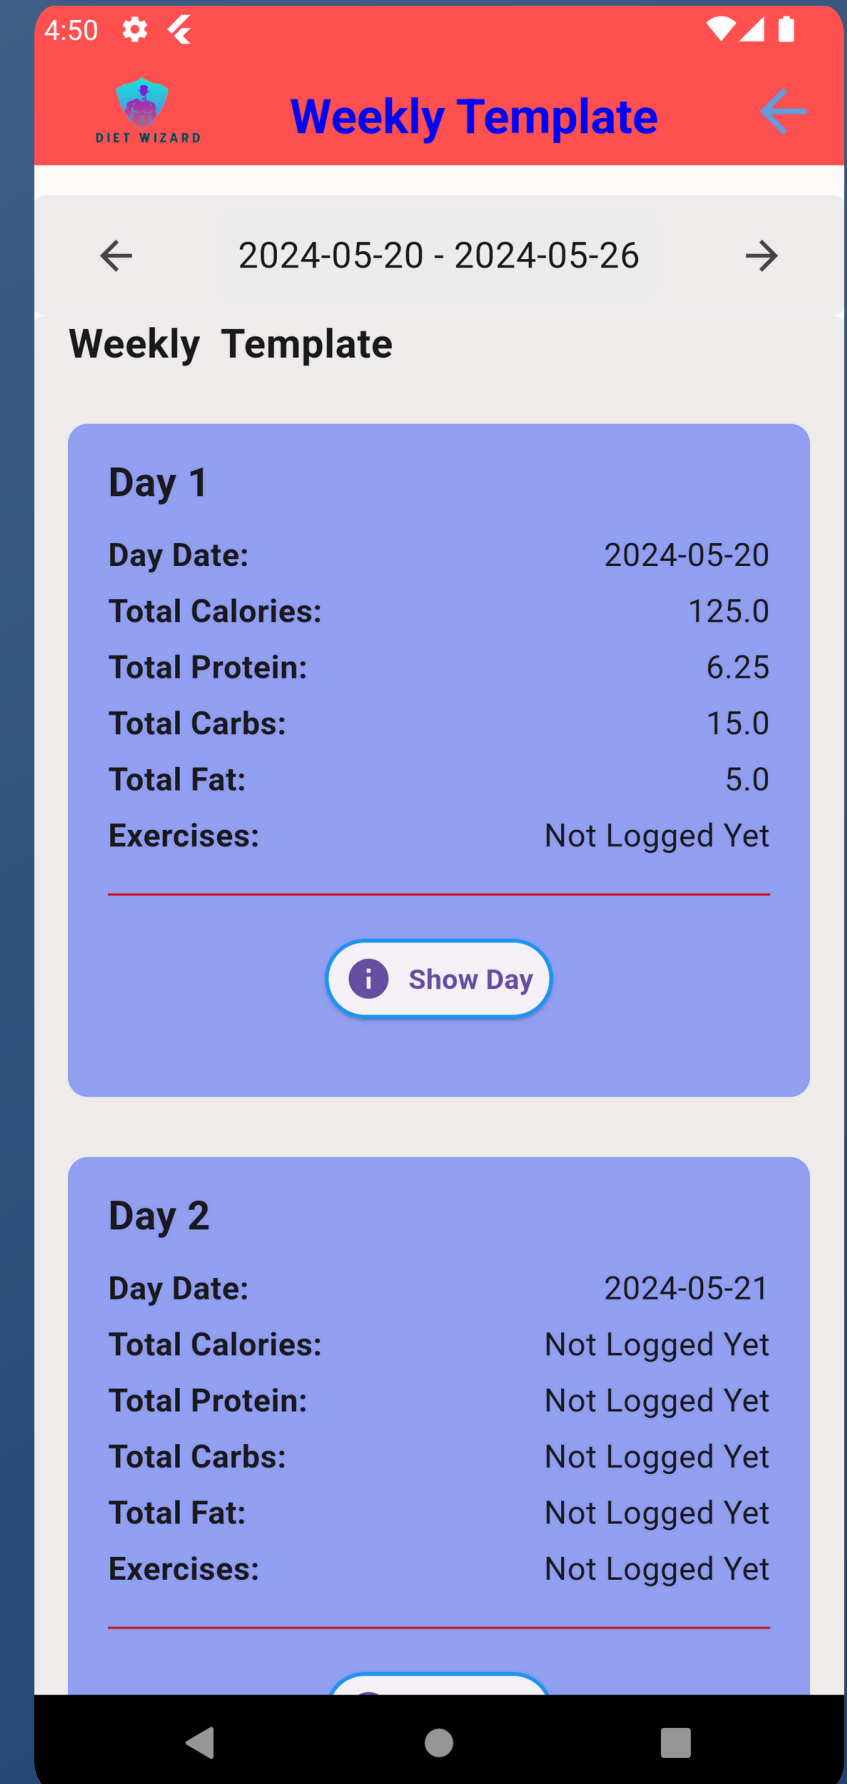 4:50
DIET WIZARD
Weekly Template
2024-05-20 - 2024-05-26
Weekly Template
Day 1
Day Date: 2024-05-20
Total Calories: 125.0
Total Protein: 6.25
Total Carbs: 15.0
Total Fat: 5.0
Exercises: Not Logged Yet
Show Day
Day 2
Day Date: 2024-05-21
Total Calories: Not Logged Yet
Total Protein: Not Logged Yet
Total Carbs: Not Logged Yet
Total Fat: Not Logged Yet
Exercises: Not Logged Yet